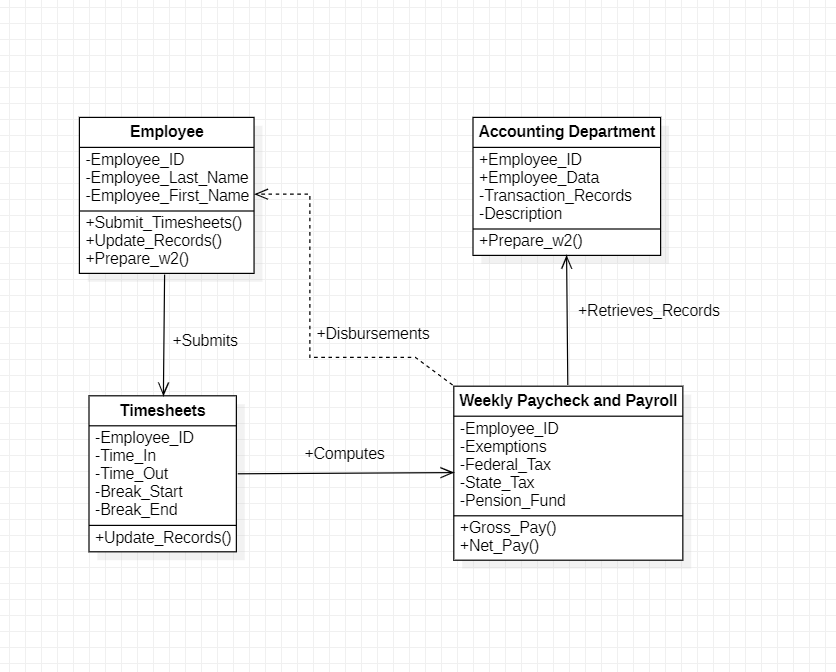 Employee
-Employee_ID
-Employee_Last_Name
-Employee_First_Name
+Submit_Timesheets()
+Update_Records()
+Prepare_w2()
Accounting Department
+Employee_ID
+Employee_Data
-Transaction_Records
-Description
+Prepare_w2()
+Submits
+Disbursements
+Retrieves_Records
Timesheets
-Employee_ID
-Time_In
-Time_Out
-Break_Start
-Break_End
+Update_Records()
+Computes
Weekly Paycheck and Payroll
-Employee_ID
-Exemptions
-Federal_Tax
-State_Tax
-Pension_Fund
+Gross_Pay()
+Net_Pay()